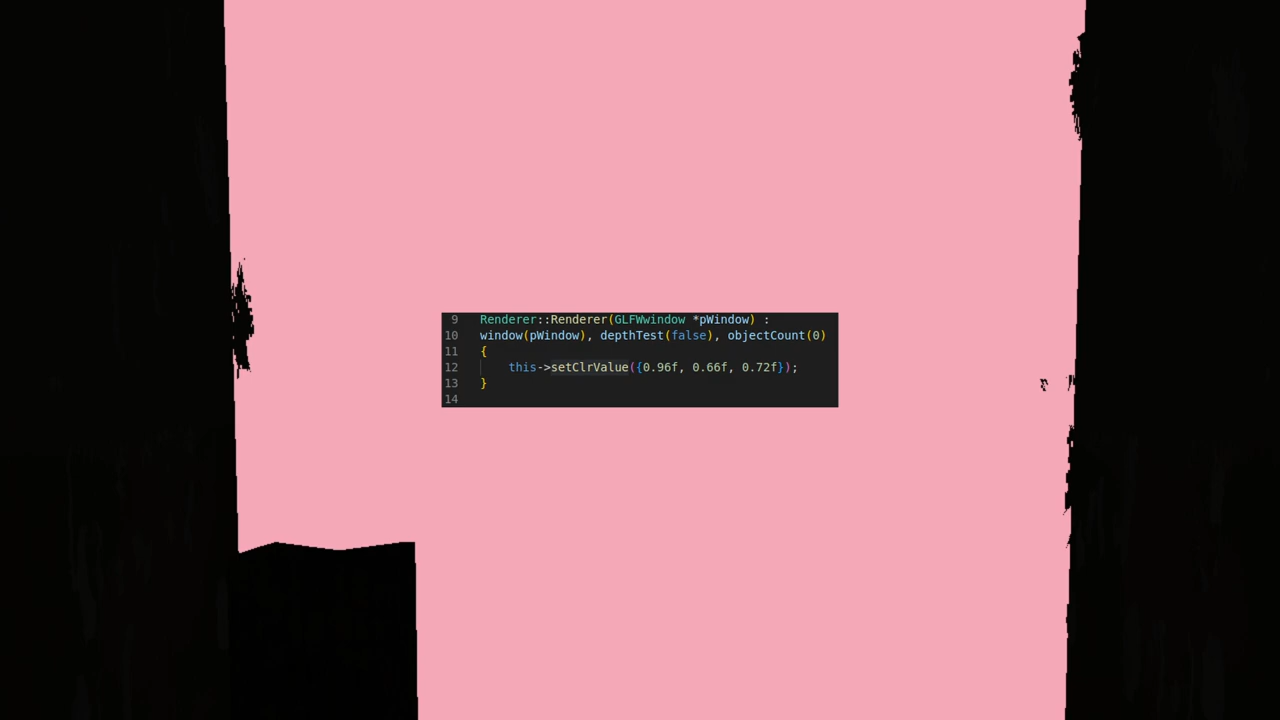 9 Renderer::Renderer(GLFWwindow *pWindow) :
10 window(pWindow), depthTest(false), objectCount(0)
11 {
12 this->setClrValue({0.96f, 0.66f, 0.72f});
13 }
14